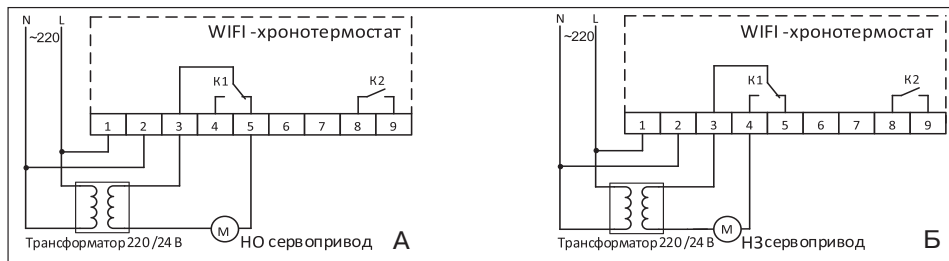 N L
~220
WIFI -хронотермостат
K1
K2
1 2 3 4 5 6 7 8 9
M
Трансформатор 220 /24 В
НО сервопривод
А
N L
~220
WIFI -хронотермостат
K1
K2
1 2 3 4 5 6 7 8 9
M
Трансформатор 220 /24 В
НЗ сервопривод
Б